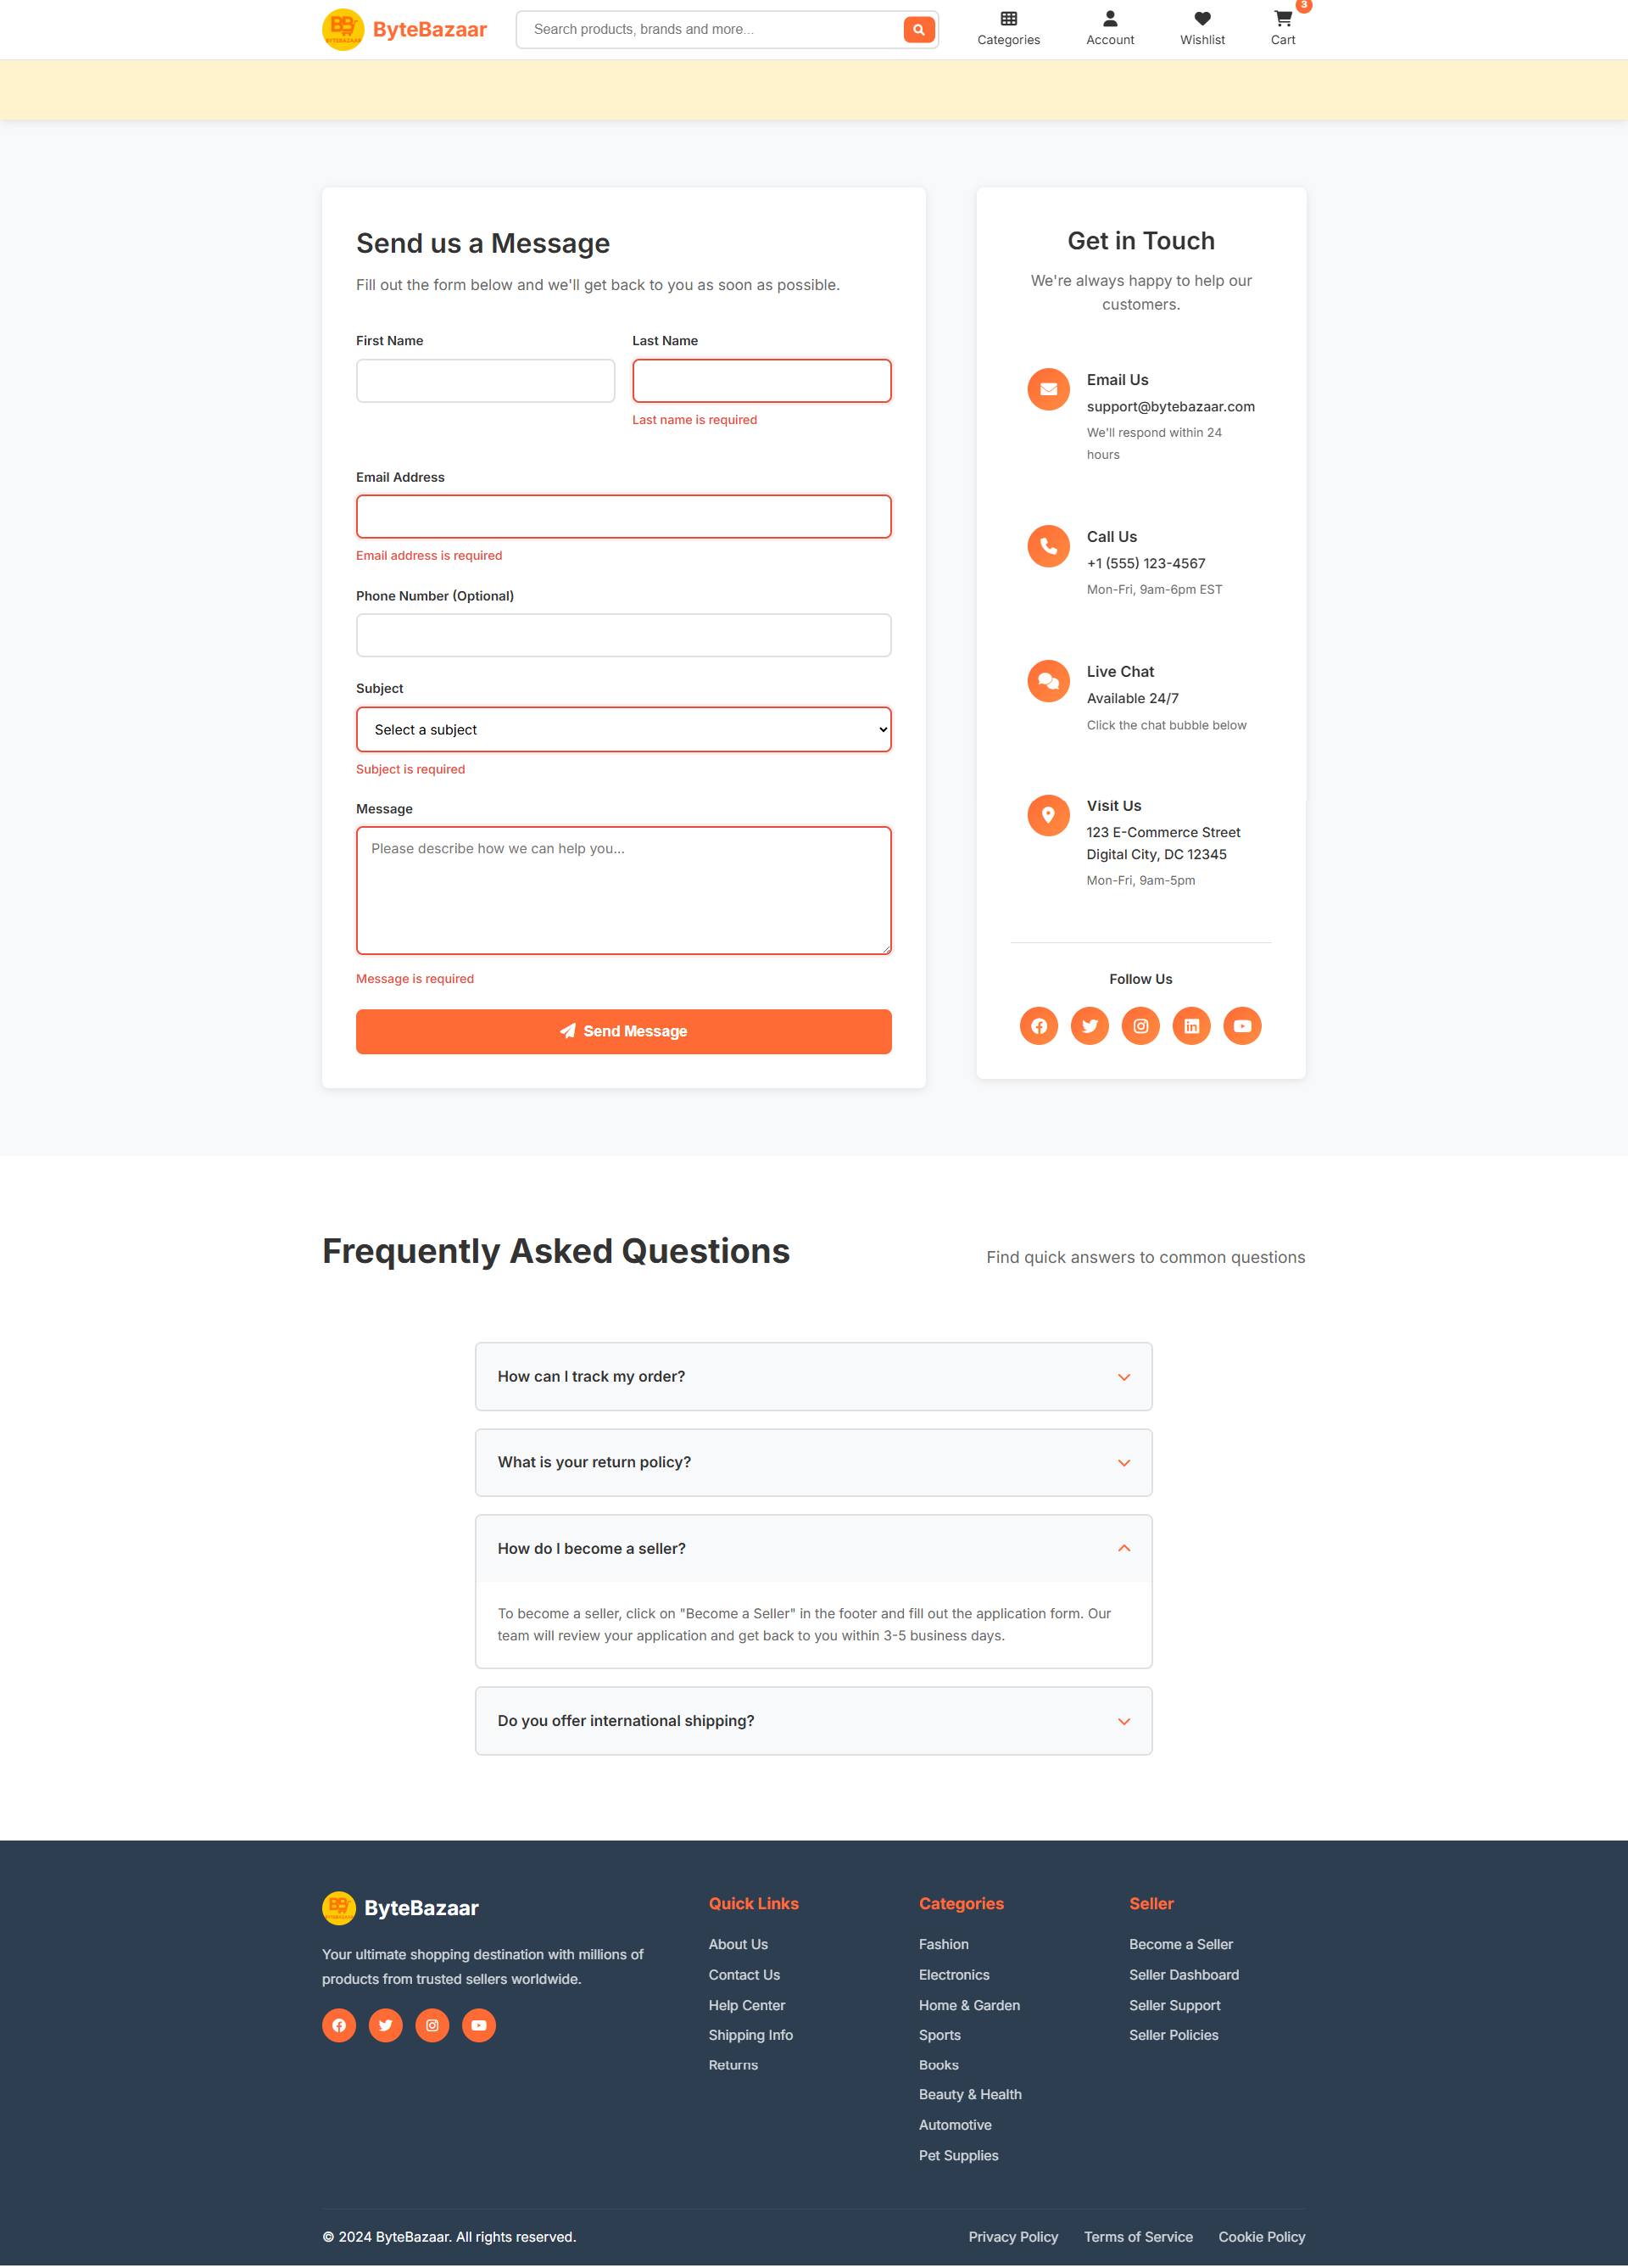 ByteBazaar
Search products, brands and more...
Categories
Account
Wishlist
Cart
3
Send us a Message
Fill out the form below and we'll get back to you as soon as possible.
First Name
Last Name
Last name is required
Email Address
Email address is required
Phone Number (Optional)
Subject
Select a subject
Subject is required
Message
Please describe how we can help you...
Message is required
Send Message
Get in Touch
We're always happy to help our
customers.
Email Us
support@bytebazaar.com
We'll respond within 24
hours
Call Us
+1 (555) 123-4567
Mon-Fri, 9am-6pm EST
Live Chat
Available 24/7
Click the chat bubble below
Visit Us
123 E-Commerce Street
Digital City, DC 12345
Mon-Fri, 9am-5pm
Follow Us
Frequently Asked Questions
Find quick answers to common questions
How can I track my order?
What is your return policy?
How do I become a seller?
To become a seller, click on "Become a Seller" in the footer and fill out the application form. Our
team will review your application and get back to you within 3-5 business days.
Do you offer international shipping?
ByteBazaar
Your ultimate shopping destination with millions of
products from trusted sellers worldwide.
Quick Links
About Us
Contact Us
Help Center
Shipping Info
Returns
Categories
Fashion
Electronics
Home & Garden
Sports
Books
Beauty & Health
Automotive
Pet Supplies
Seller
Become a Seller
Seller Dashboard
Seller Support
Seller Policies
© 2024 ByteBazaar. All rights reserved.
Privacy Policy
Terms of Service
Cookie Policy